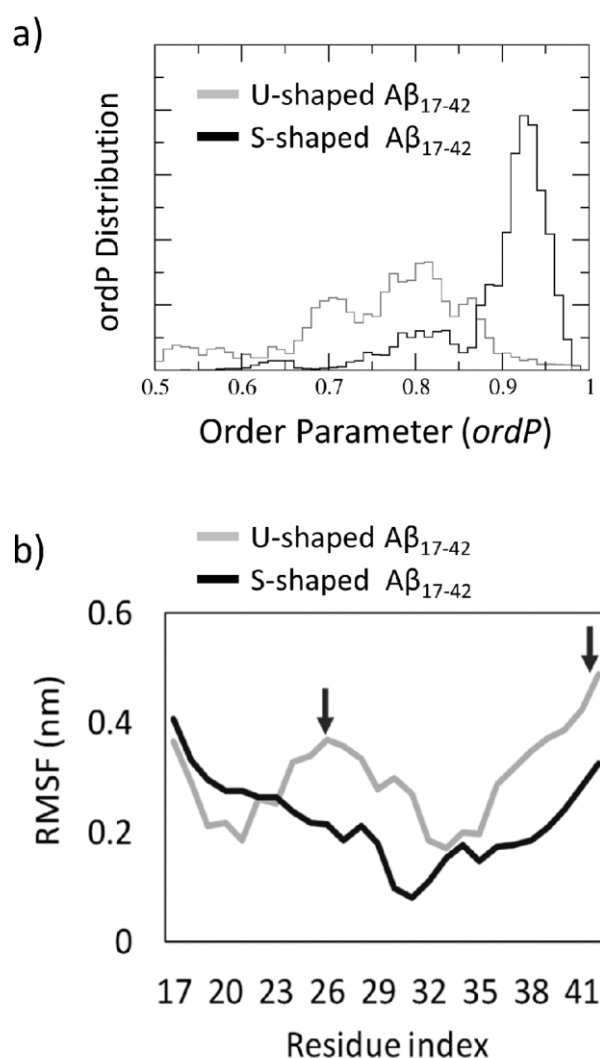 a)
U-shaped Aβ17-42
S-shaped Aβ17-42
ordP Distribution
0.5 0.6 0.7 0.8 0.9 1
Order Parameter (ordP)
b)
U-shaped Aβ17-42
S-shaped Aβ17-42
0.6
0.4
0.2
0
RMSF (nm)
17 20 23 26 29 32 35 38 41
Residue index